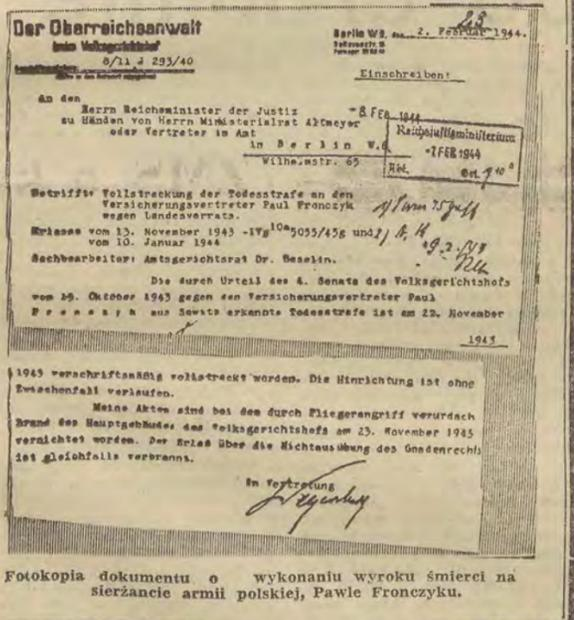 23
Der Oberreichsanwalt
beim Volksgerichtshof
8/11 J 293/40
Berlin W9, den 2. Februar 1944.
Einschreiben!
An den
Herrn Reichsminister der Justiz
zu Händen von Herrn Ministerialrat Altmeyer
oder Vertreter im Amt
in Berlin W.8
Wilhelmstr. 65
-8 FEB 1944
Reichsjustizministerium
-7 FEB 1944
Abt.
Betrifft: Vollstreckung der Todesstrafe an den
Versicherungsvertreter Paul Fronczyk
wegen Landesverrats.
Erlasse vom 13. November 1943 -IVg 10a 5055/43g und
vom 10. Januar 1944
Sachbearbeiter: Amtsgerichtsrat Dr. Besselin.
Die durch Urteil des 4. Senats des Volksgerichtshofs
vom 19. Oktober 1943 gegen den Versicherungsvertreter Paul
Fronczyk aus erkannte Todesstrafe ist am 22. November
1943
1943 vorschriftsmäßig vollstreckt worden. Die Hinrichtung ist ohne
Zwischenfall verlaufen.
Meine Akten sind bei dem durch Fliegerangriff verursach
Brand des Hauptgebäudes des Volksgerichtshofs am 23. November 1943
vernichtet worden. Der Erlaß über die Nichtausübung des Gnadenrechts
ist gleichfalls verbrannt.
In Vertretung
Fotokopia dokumentu o wykonaniu wyroku śmierci na
sierżancie armii polskiej, Pawle Fronczyku.